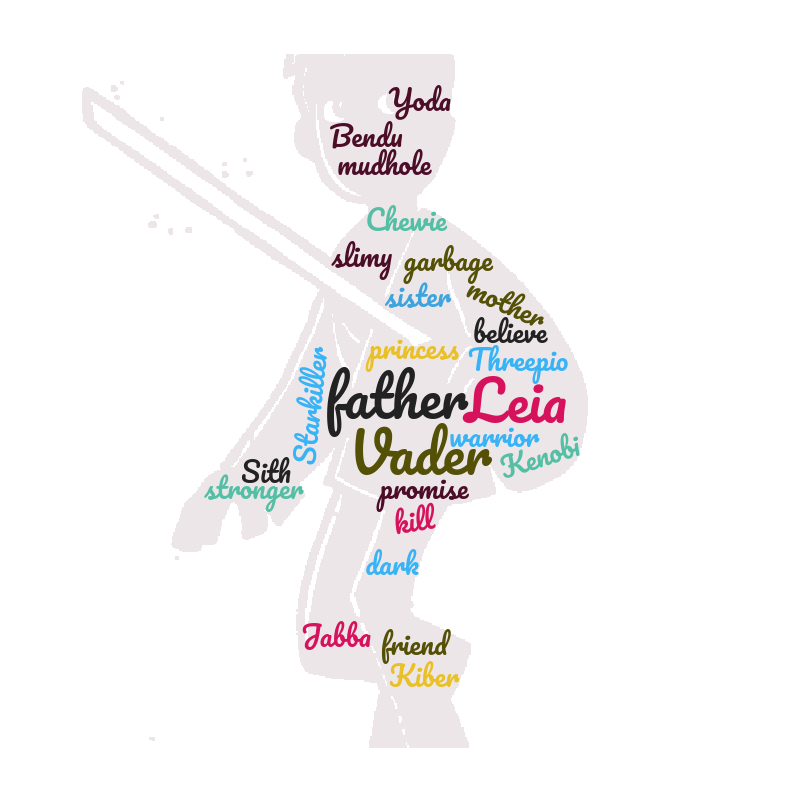 Yoda
Bendu
mudhole
Chewie
slimy
garbage
sister
mother
believe
princess
Threepio
Starkiller
father
Leia
Vader
warrior
Kenobi
Sith
stronger
promise
kill
dark
Jabba
friend
Kiber